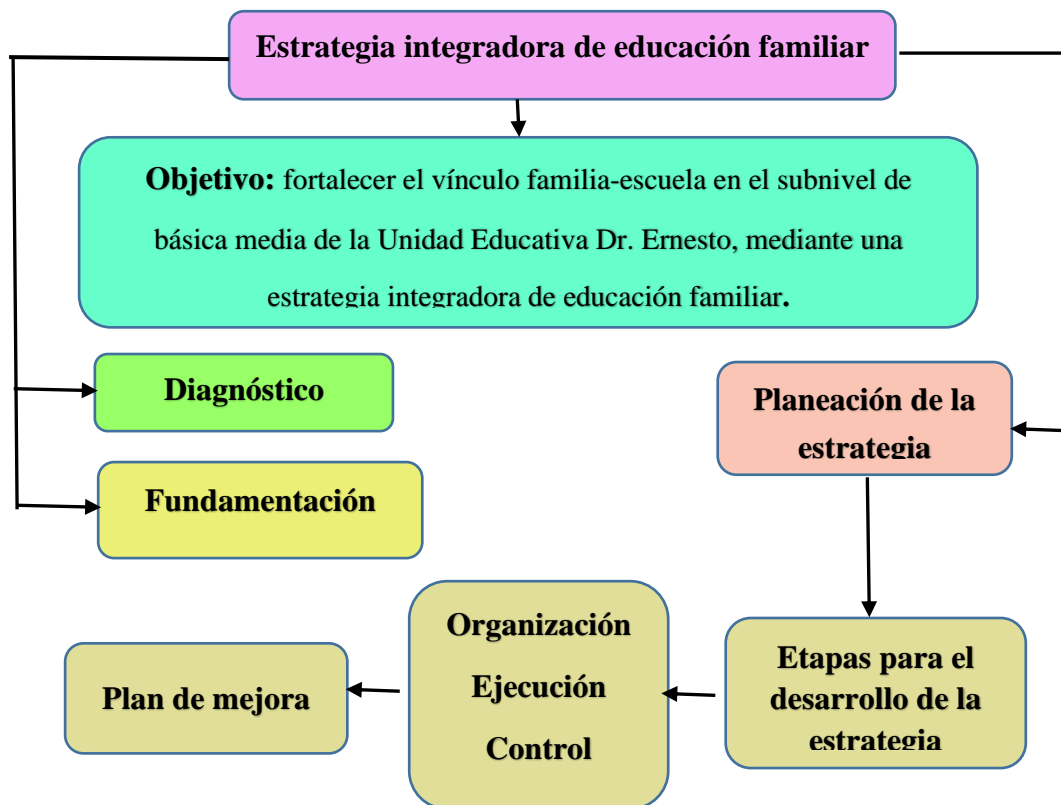 Estrategia integradora de educación familiar
Objetivo: fortalecer el vínculo familia-escuela en el subnivel de
básica media de la Unidad Educativa Dr. Ernesto, mediante una
estrategia integradora de educación familiar.
Diagnóstico
Fundamentación
Planeación de la
estrategia
Etapas para el
desarrollo de la
estrategia
Organización
Ejecución
Control
Plan de mejora